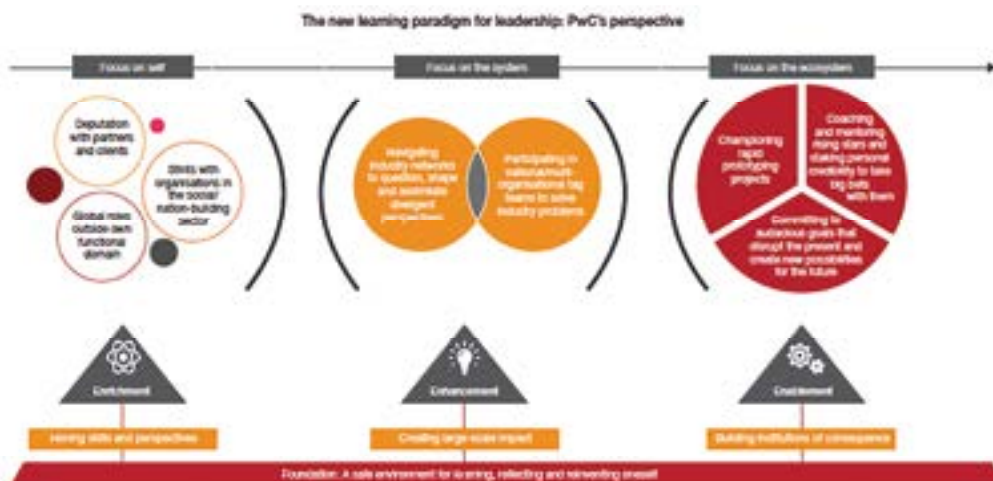 The new learning paradigm for leadership: PwC's perspective
Focus on self
Focus on the system
Focus on the ecosystem
Deputation
with partners
and clients
Stints with
organisations in
the social/
nation-building
sector
Global roles
outside own
functional
domain
Navigating
industry networks
to question, shape
and assimilate
divergent
perspectives
Participating in
national/multi-
organisational big
teams to solve
industry problems
Championing
rapid
prototyping
projects
Coaching
and mentoring
rising stars and
staking personal
credibility to take
big bets
with them
Committing to
audacious goals that
disrupt the present and
create new possibilities
for the future
Enrichment
Enhancement
Enablement
Honing skills and perspectives
Creating large-scale impact
Building institutions of consequence
Foundation: A safe environment for learning, reflecting and reinventing oneself